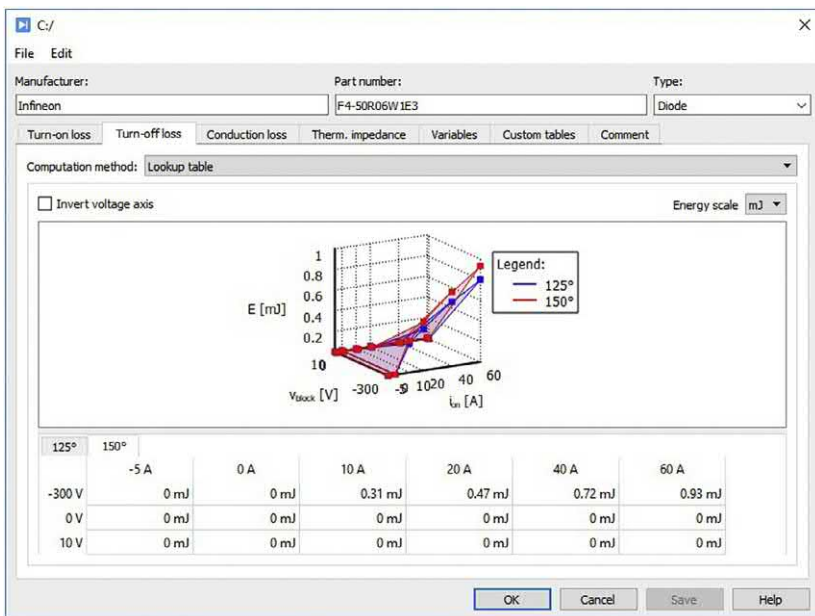 C:/
File Edit
Manufacturer: Part number: Type:
Infineon F4-50R06W1E3 Diode
Turn-on loss Turn-off loss Conduction loss Therm. impedance Variables Custom tables Comment
Computation method: Lookup table
Invert voltage axis Energy scale mJ
1
0.8
0.6
0.4
0.2
E [mJ]
Legend:
125°
150°
10 0 -300 -5 0 10 20 40 60
vblock [V] ion [A]
125° 150°
-5 A 0 A 10 A 20 A 40 A 60 A
-300 V 0 mJ 0 mJ 0.31 mJ 0.47 mJ 0.72 mJ 0.93 mJ
0 V 0 mJ 0 mJ 0 mJ 0 mJ 0 mJ 0 mJ
10 V 0 mJ 0 mJ 0 mJ 0 mJ 0 mJ 0 mJ
OK Cancel Save Help